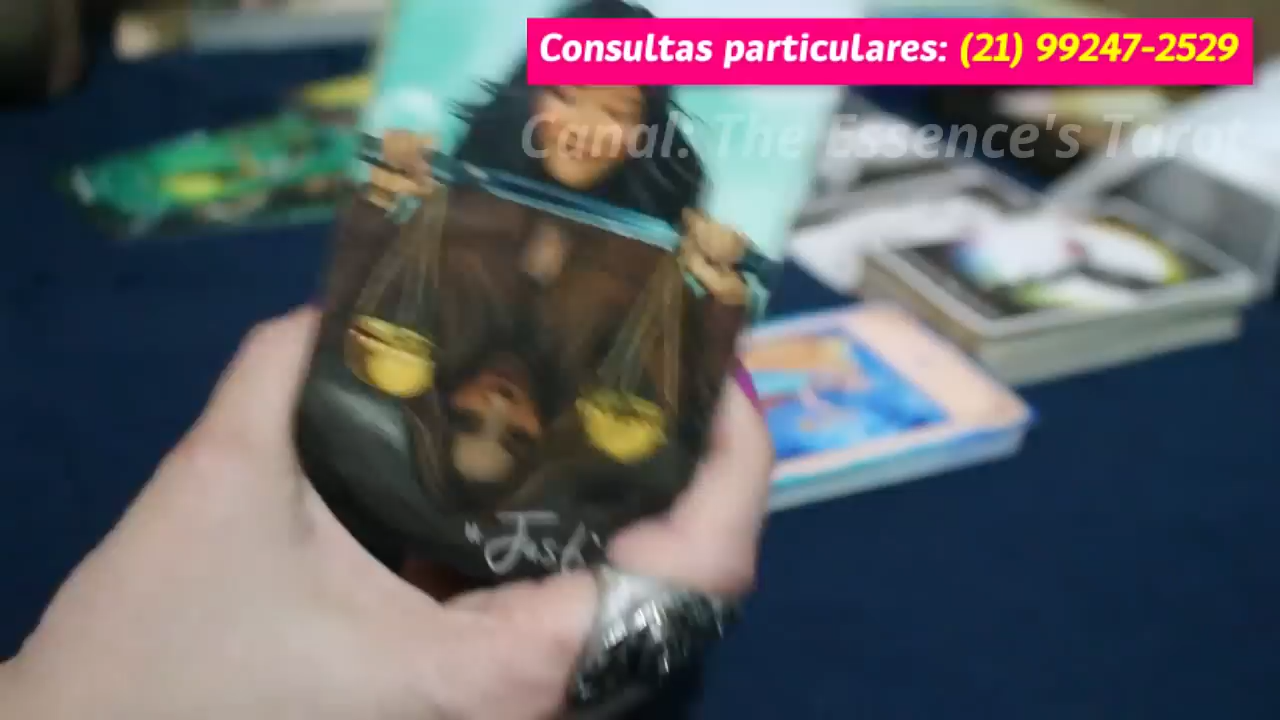 Consultas particulares: (21) 99247-2529
Canal: The Essence's Tarot